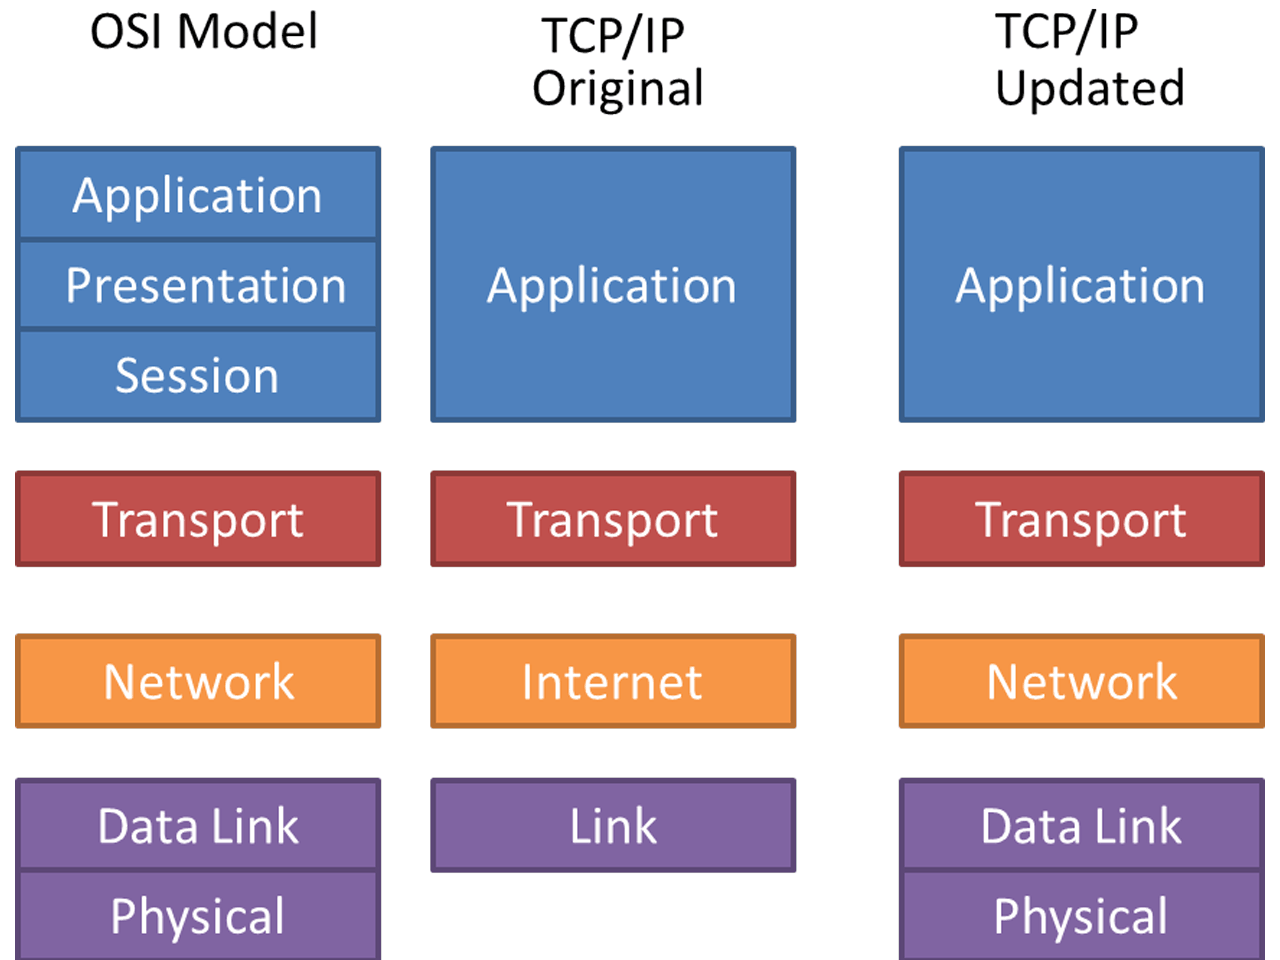 OSI Model
TCP/IP
Original
TCP/IP
Updated
Application
Presentation
Session
Application
Application
Transport
Transport
Transport
Network
Internet
Network
Data Link
Link
Data Link
Physical
Physical